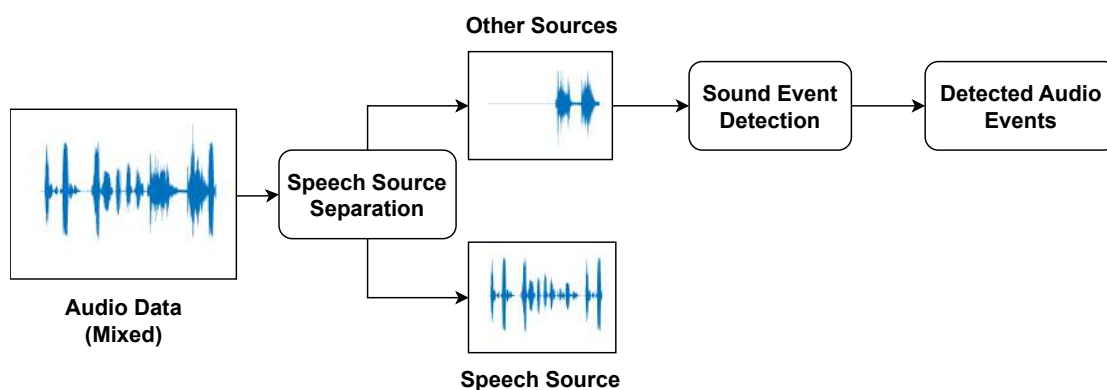 Other Sources
Sound Event
Detection
Detected Audio
Events
Speech Source
Separation
Audio Data
(Mixed)
Speech Source